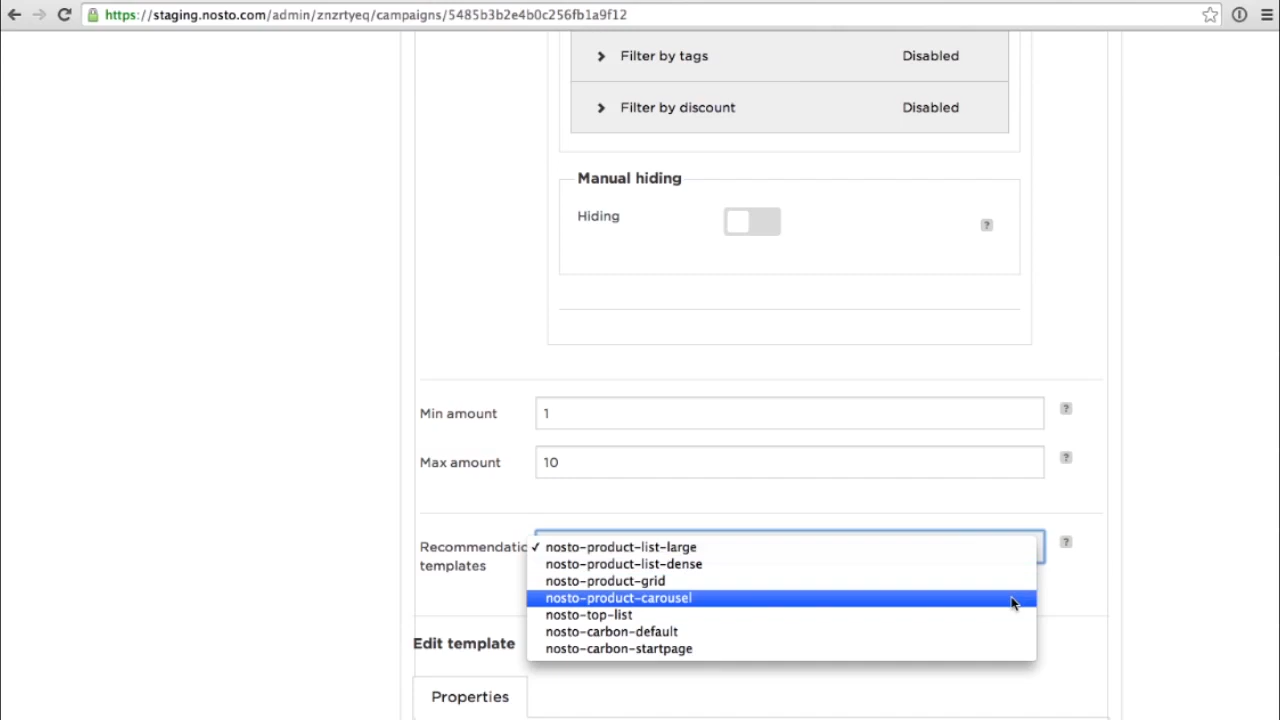 https://staging.nosto.com/admin/znzrtyeq/campaigns/5485b3b2e4b0c256fb1a9f12
Filter by tags Disabled
Filter by discount Disabled
Manual hiding
Hiding
?
Min amount 1 ?
Max amount 10 ?
Recommendatio ?
templates
✓ nosto-product-list-large
nosto-product-list-dense
nosto-product-grid
nosto-product-carousel
nosto-top-list
nosto-carbon-default
nosto-carbon-startpage
Edit template
Properties